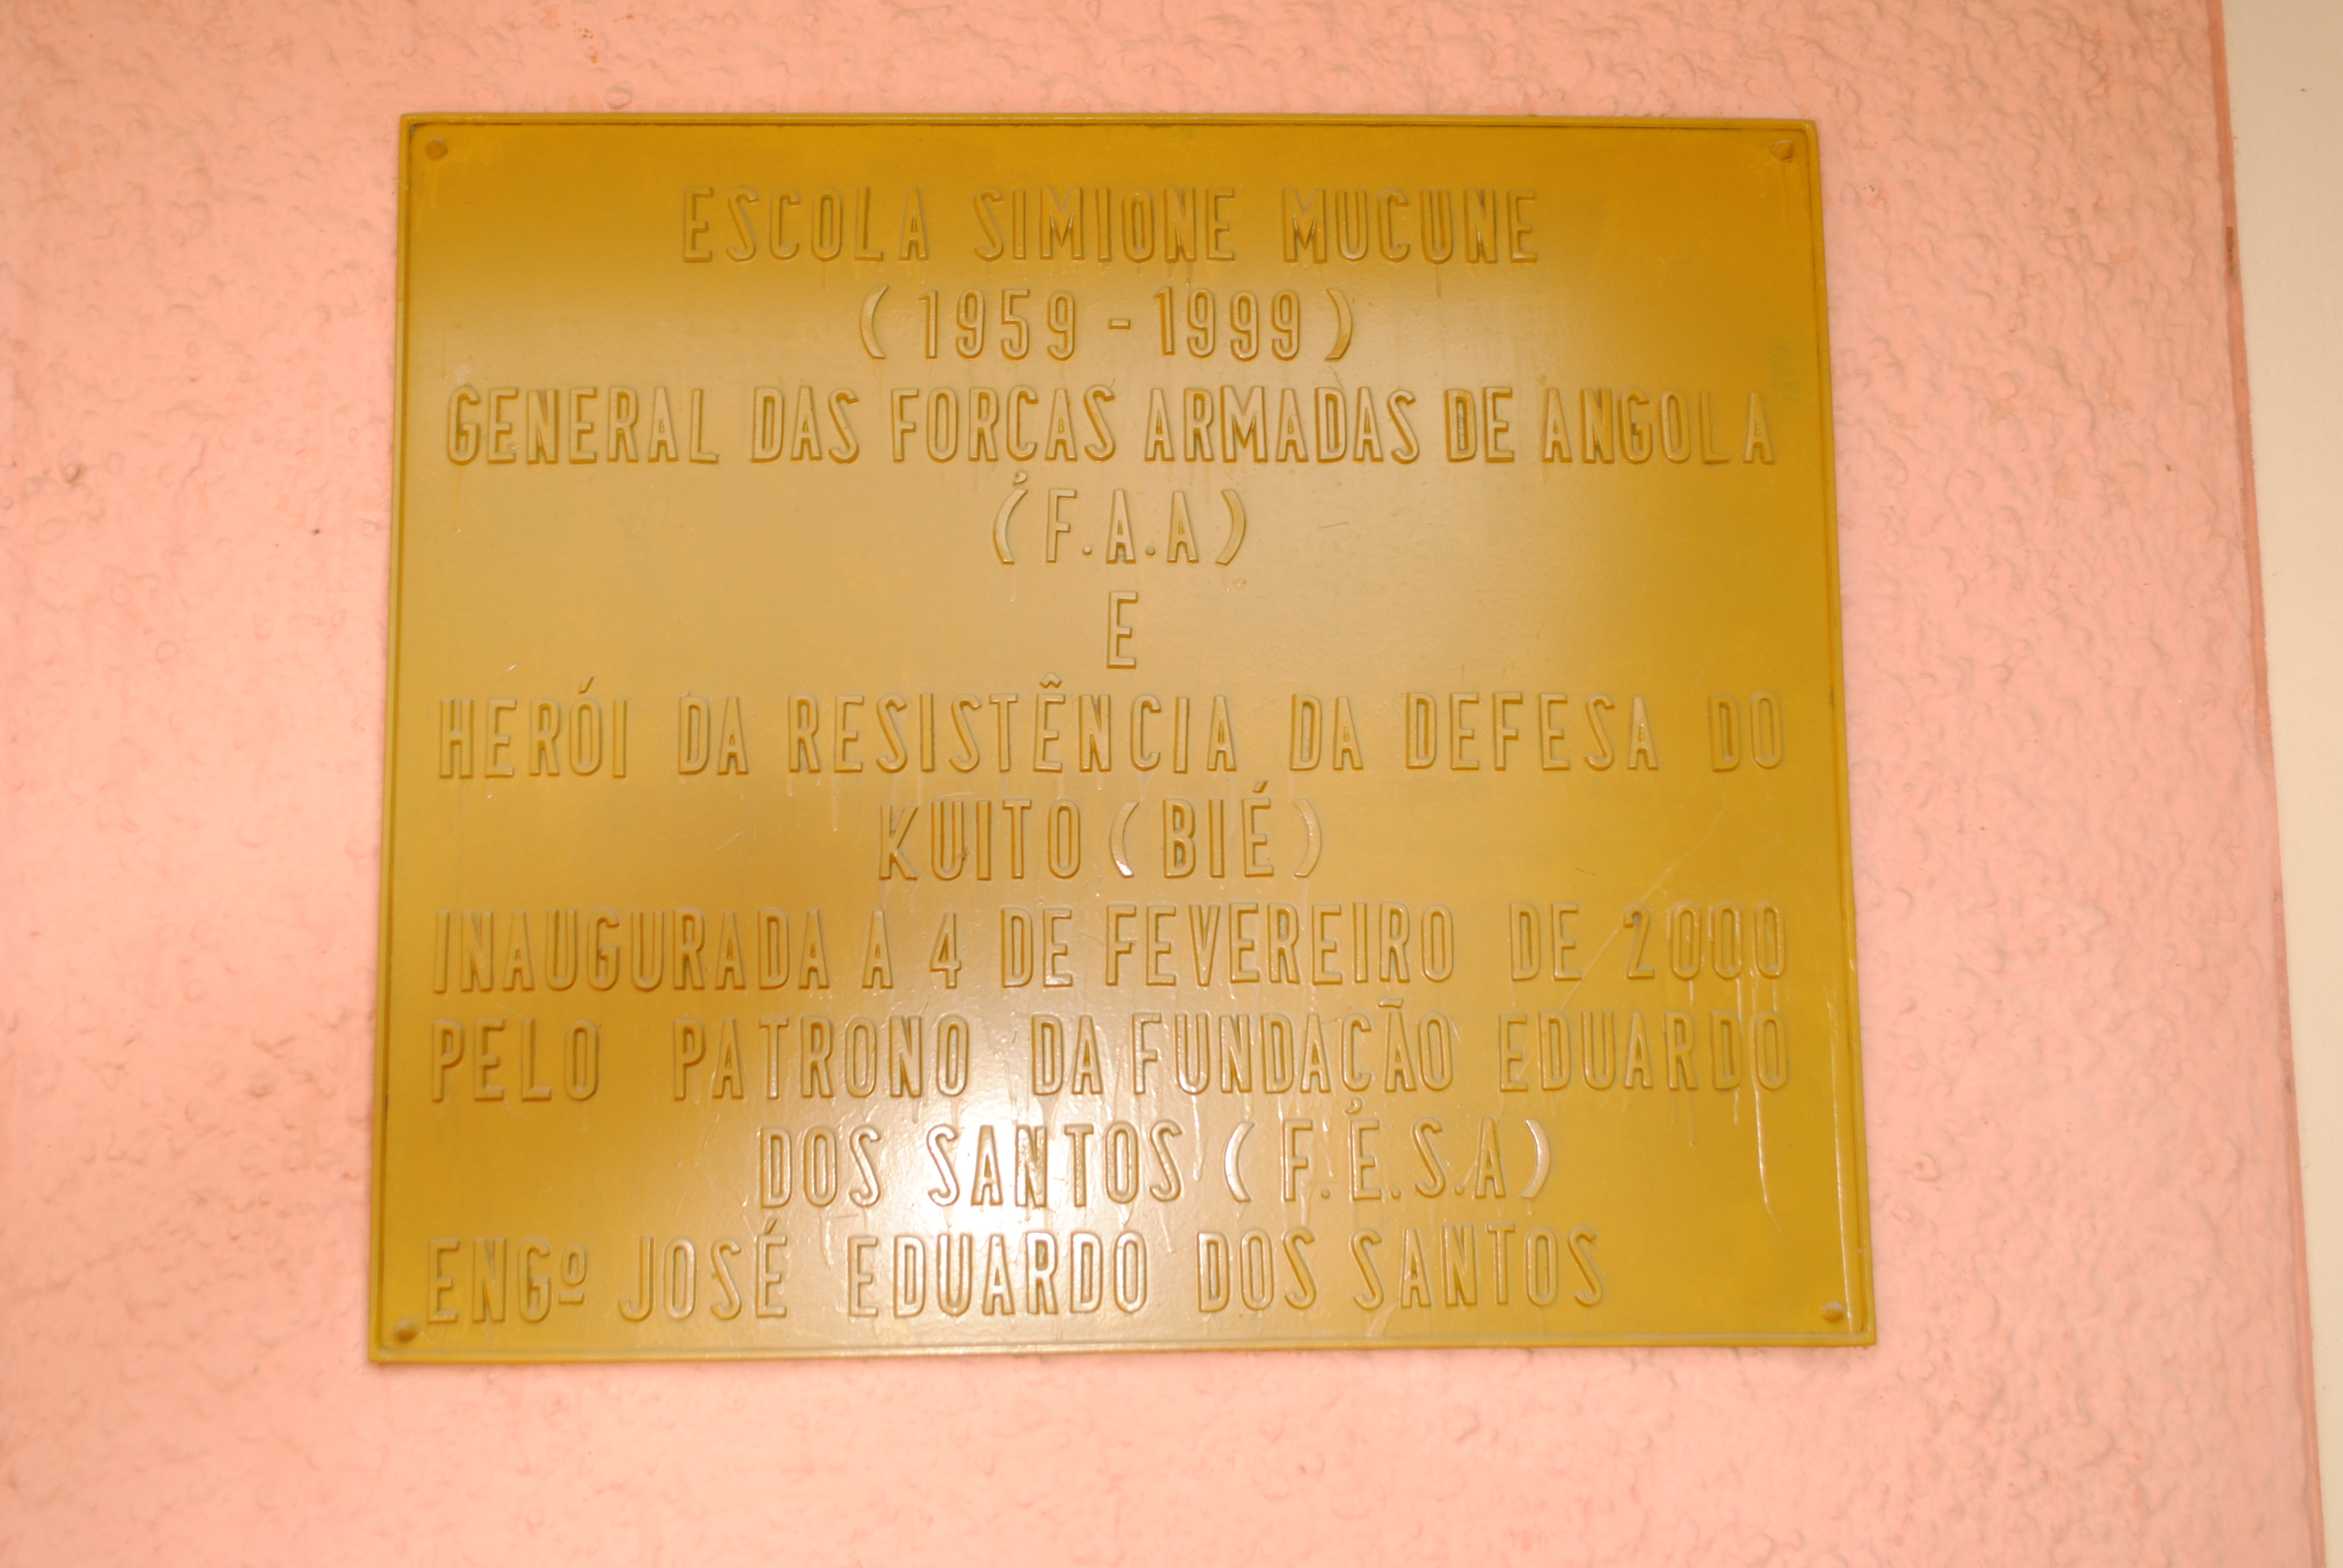 ESCOLA SIMIONE MUCUNE
(1959-1999)
GENERAL DAS FORÇAS ARMADAS DE ANGOLA
(F.A.A)
E
HERÓI DA RESISTÊNCIA DA DEFESA DO
KUITO (BIÉ)
INAUGURADA A 4 DE FEVEREIRO DE 2000
PELO PATRONO DA FUNDAÇÃO EDUARDO
DOS SANTOS (F.E.S.A)
ENGº JOSÉ EDUARDO DOS SANTOS